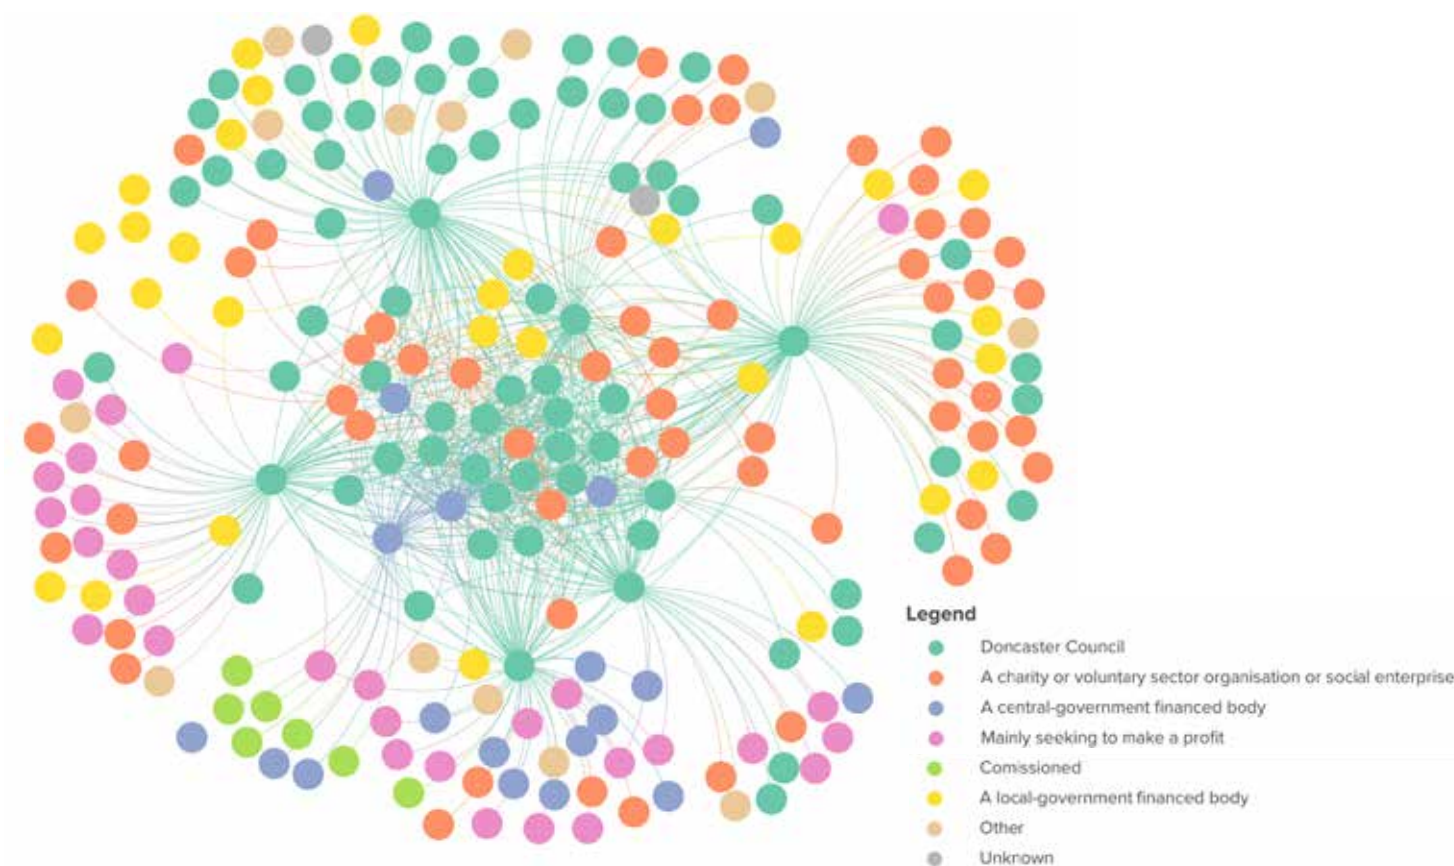 Legend
Doncaster Council
A charity or voluntary sector organisation or social enterprise
A central-government financed body
Mainly seeking to make a profit
Comissioned
A local-government financed body
Other
Unknown